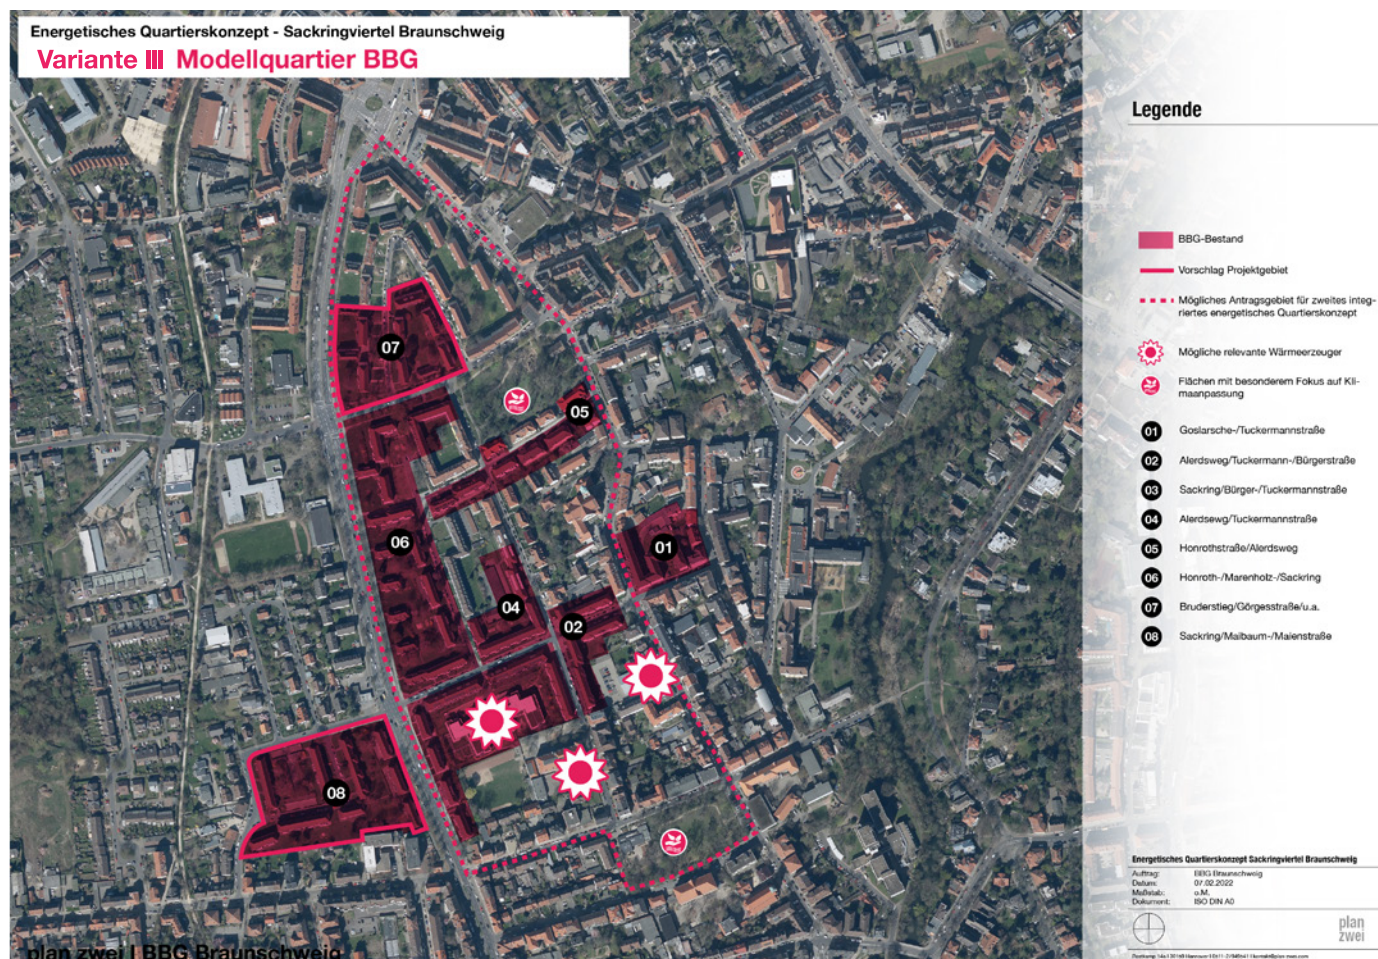 Energetisches Quartierskonzept - Sackringviertel Braunschweig
Variante III Modellquartier BBG
07
05
06
01
04
02
08
plan zwei I BBG Braunschweig
Legende
BBG-Bestand
Vorschlag Projektgebiet
Mögliches Antragsgebiet für zweites integ-
riertes energetisches Quartierskonzept
Mögliche relevante Wärmeerzeuger
Flächen mit besonderem Fokus auf Kli-
maanpassung
01 Goslarsche-/Tuckermannstraße
02 Alerdsweg/Tuckermann-/Bürgerstraße
03 Sackring/Bürger-/Tuckermannstraße
04 Alerdsewg/Tuckermannstraße
05 Honrothstraße/Alerdsweg
06 Honroth-/Marenholz-/Sackring
07 Bruderstieg/Görgesstraße/u.a.
08 Sackring/Maibaum-/Maienstraße
Energetisches Quartierskonzept Sackringviertel Braunschweig
Auftrag: BBG Braunschweig
Datum: 07.02.2022
Maßstab: o.M.
Dokument: ISO DIN A0
plan
zwei